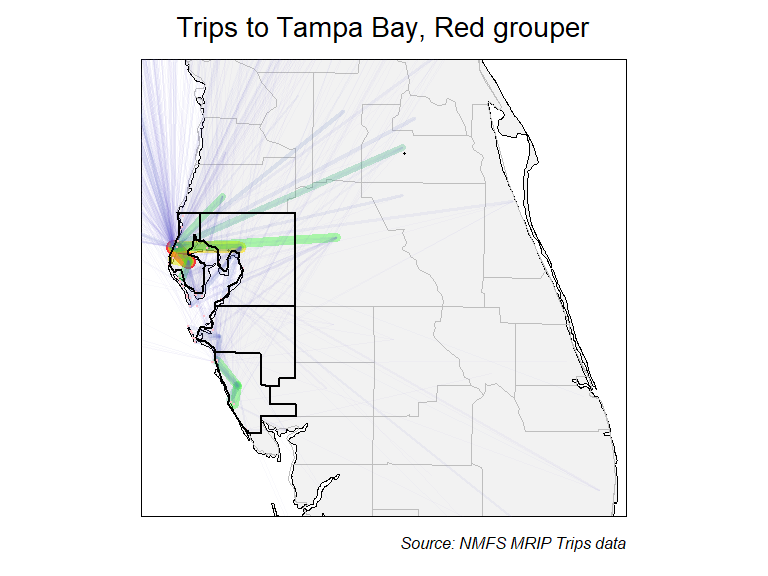 Trips to Tampa Bay, Red grouper
Source: NMFS MRIP Trips data